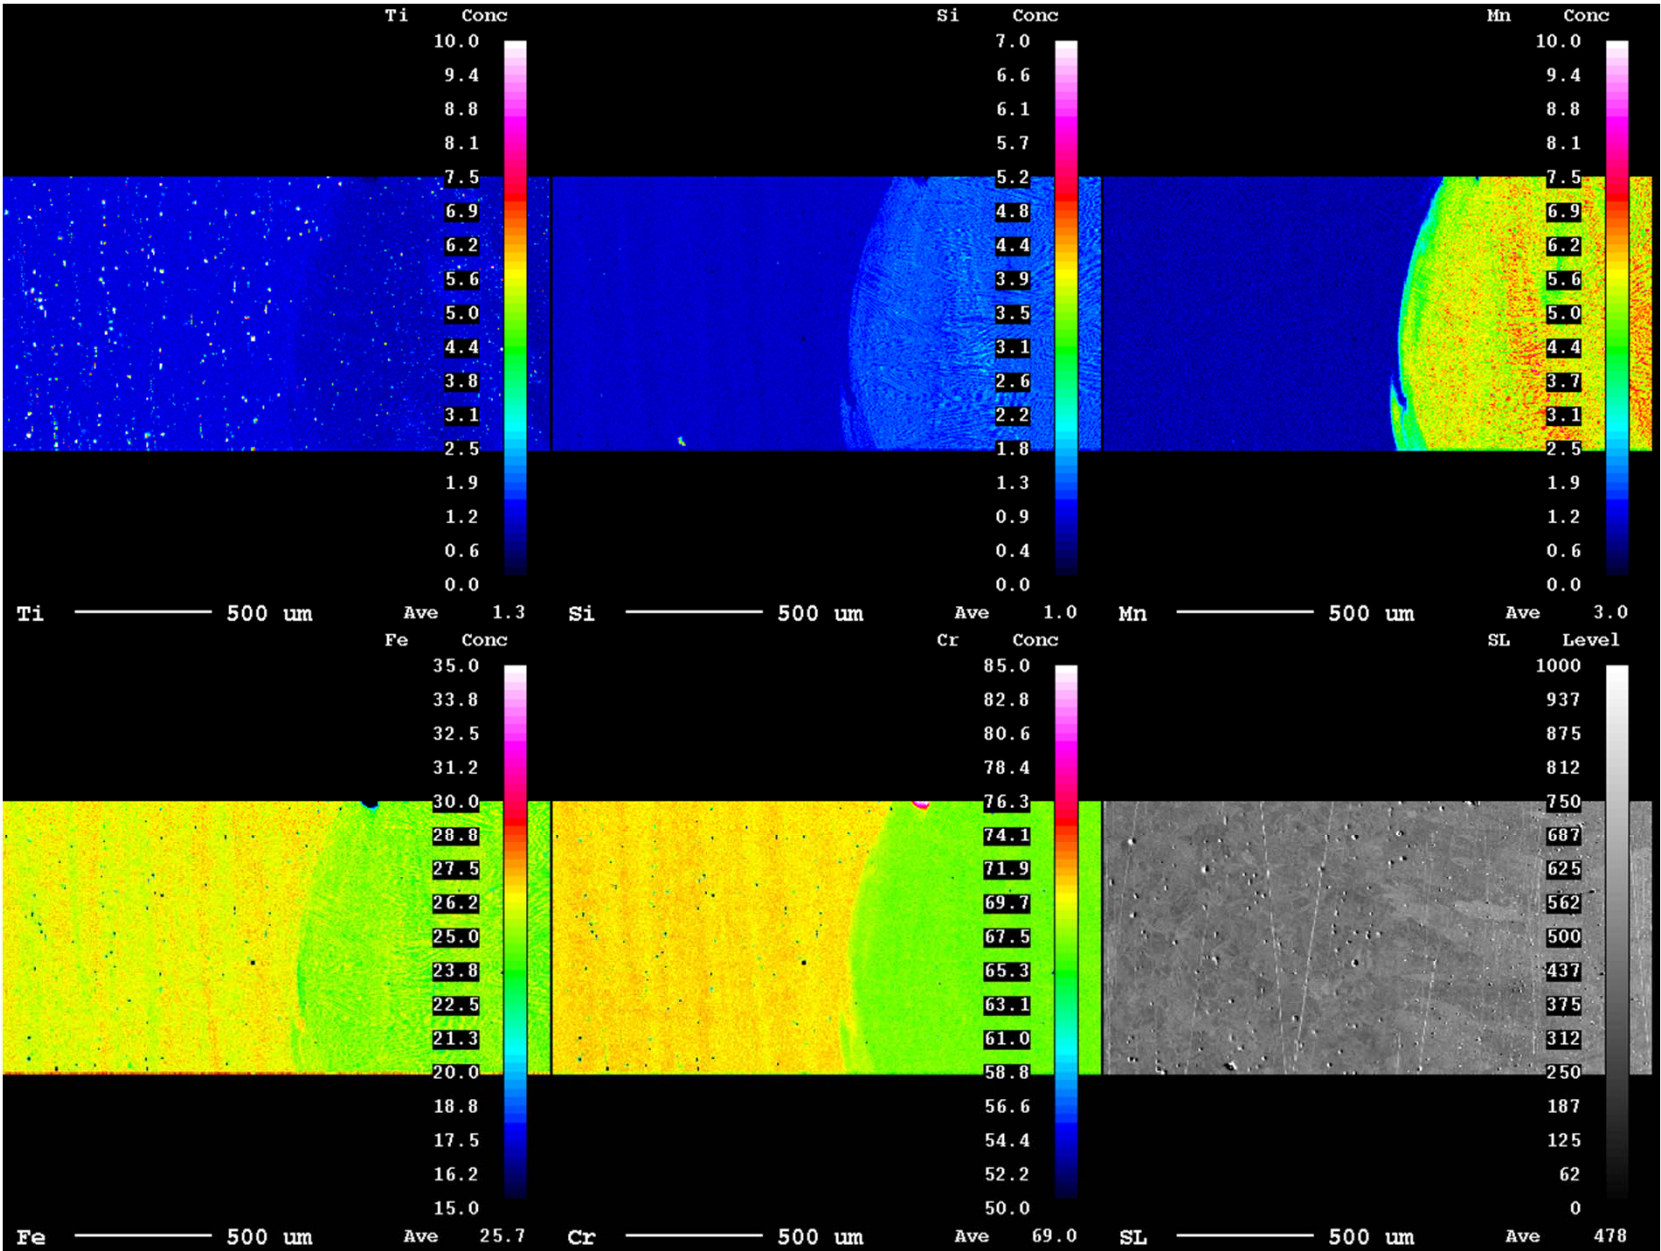 Ti Conc Si Conc Mn Conc
10.0 7.0 10.0
9.4 6.6 9.4
8.8 6.1 8.8
8.1 5.7 8.1
7.5 5.2 7.5
6.9 4.8 6.9
6.2 4.4 6.2
5.6 3.9 5.6
5.0 3.5 5.0
4.4 3.1 4.4
3.8 2.6 3.7
3.1 2.2 3.1
2.5 1.8 2.5
1.9 1.3 1.9
1.2 0.9 1.2
0.6 0.4 0.6
0.0 0.0 0.0
Ti 500 um Ave 1.3 Si 500 um Ave 1.0 Mn 500 um Ave 3.0
Fe Conc Cr Conc SL Level
35.0 85.0 1000
33.8 82.8 937
32.5 80.6 875
31.2 78.4 812
30.0 76.3 750
28.8 74.1 687
27.5 71.9 625
26.2 69.7 562
25.0 67.5 500
23.8 65.3 437
22.5 63.1 375
21.3 61.0 312
20.0 58.8 250
18.8 56.6 187
17.5 54.4 125
16.2 52.2 62
15.0 50.0 0
Fe 500 um Ave 25.7 Cr 500 um Ave 69.0 SL 500 um Ave 478